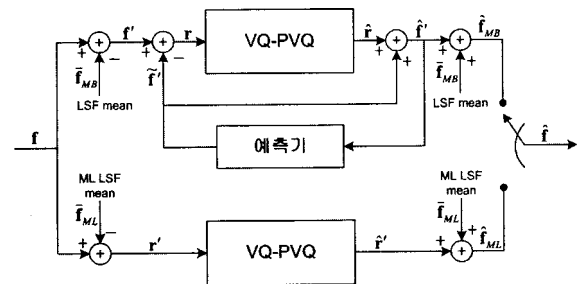 f' r VQ-PVQ r̂ f̂' f̂_MB
+ − + − + + + +
f̄_MB f̃' f̄_MB
LSF mean LSF mean
f 예측기 f̂
ML LSF mean ML LSF mean
f̄_ML f̄_ML
+ − r' VQ-PVQ r̂' + + f̂_ML